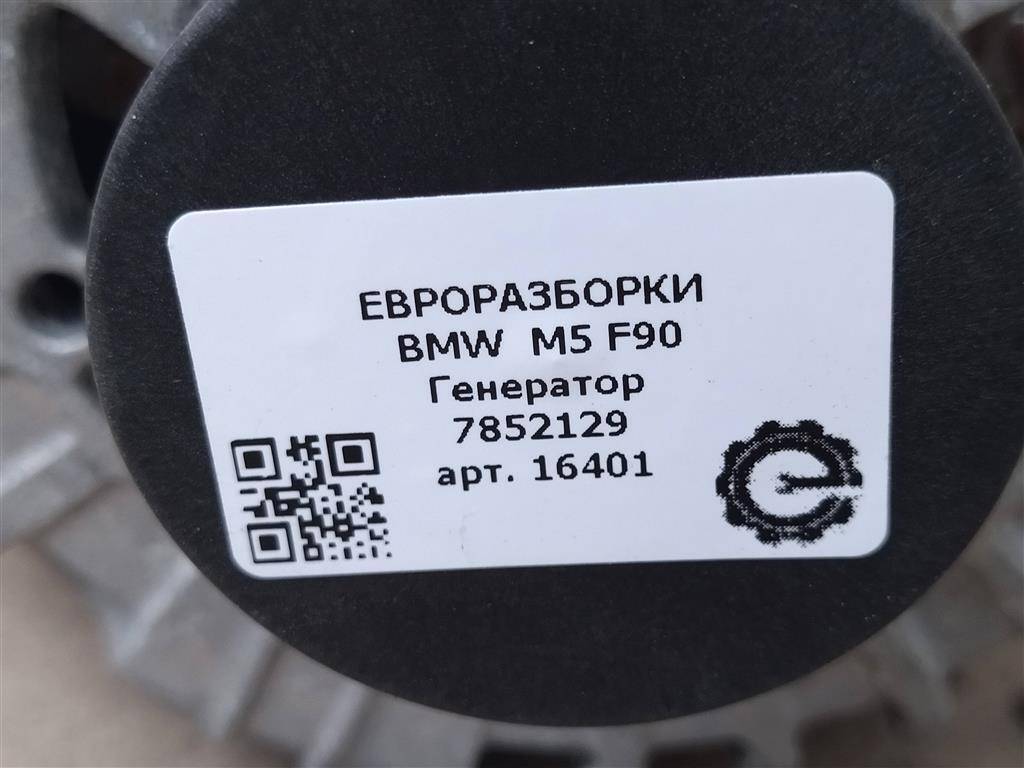 ЕВРОРАЗБОРКИ
BMW M5 F90
Генератор
7852129
арт. 16401